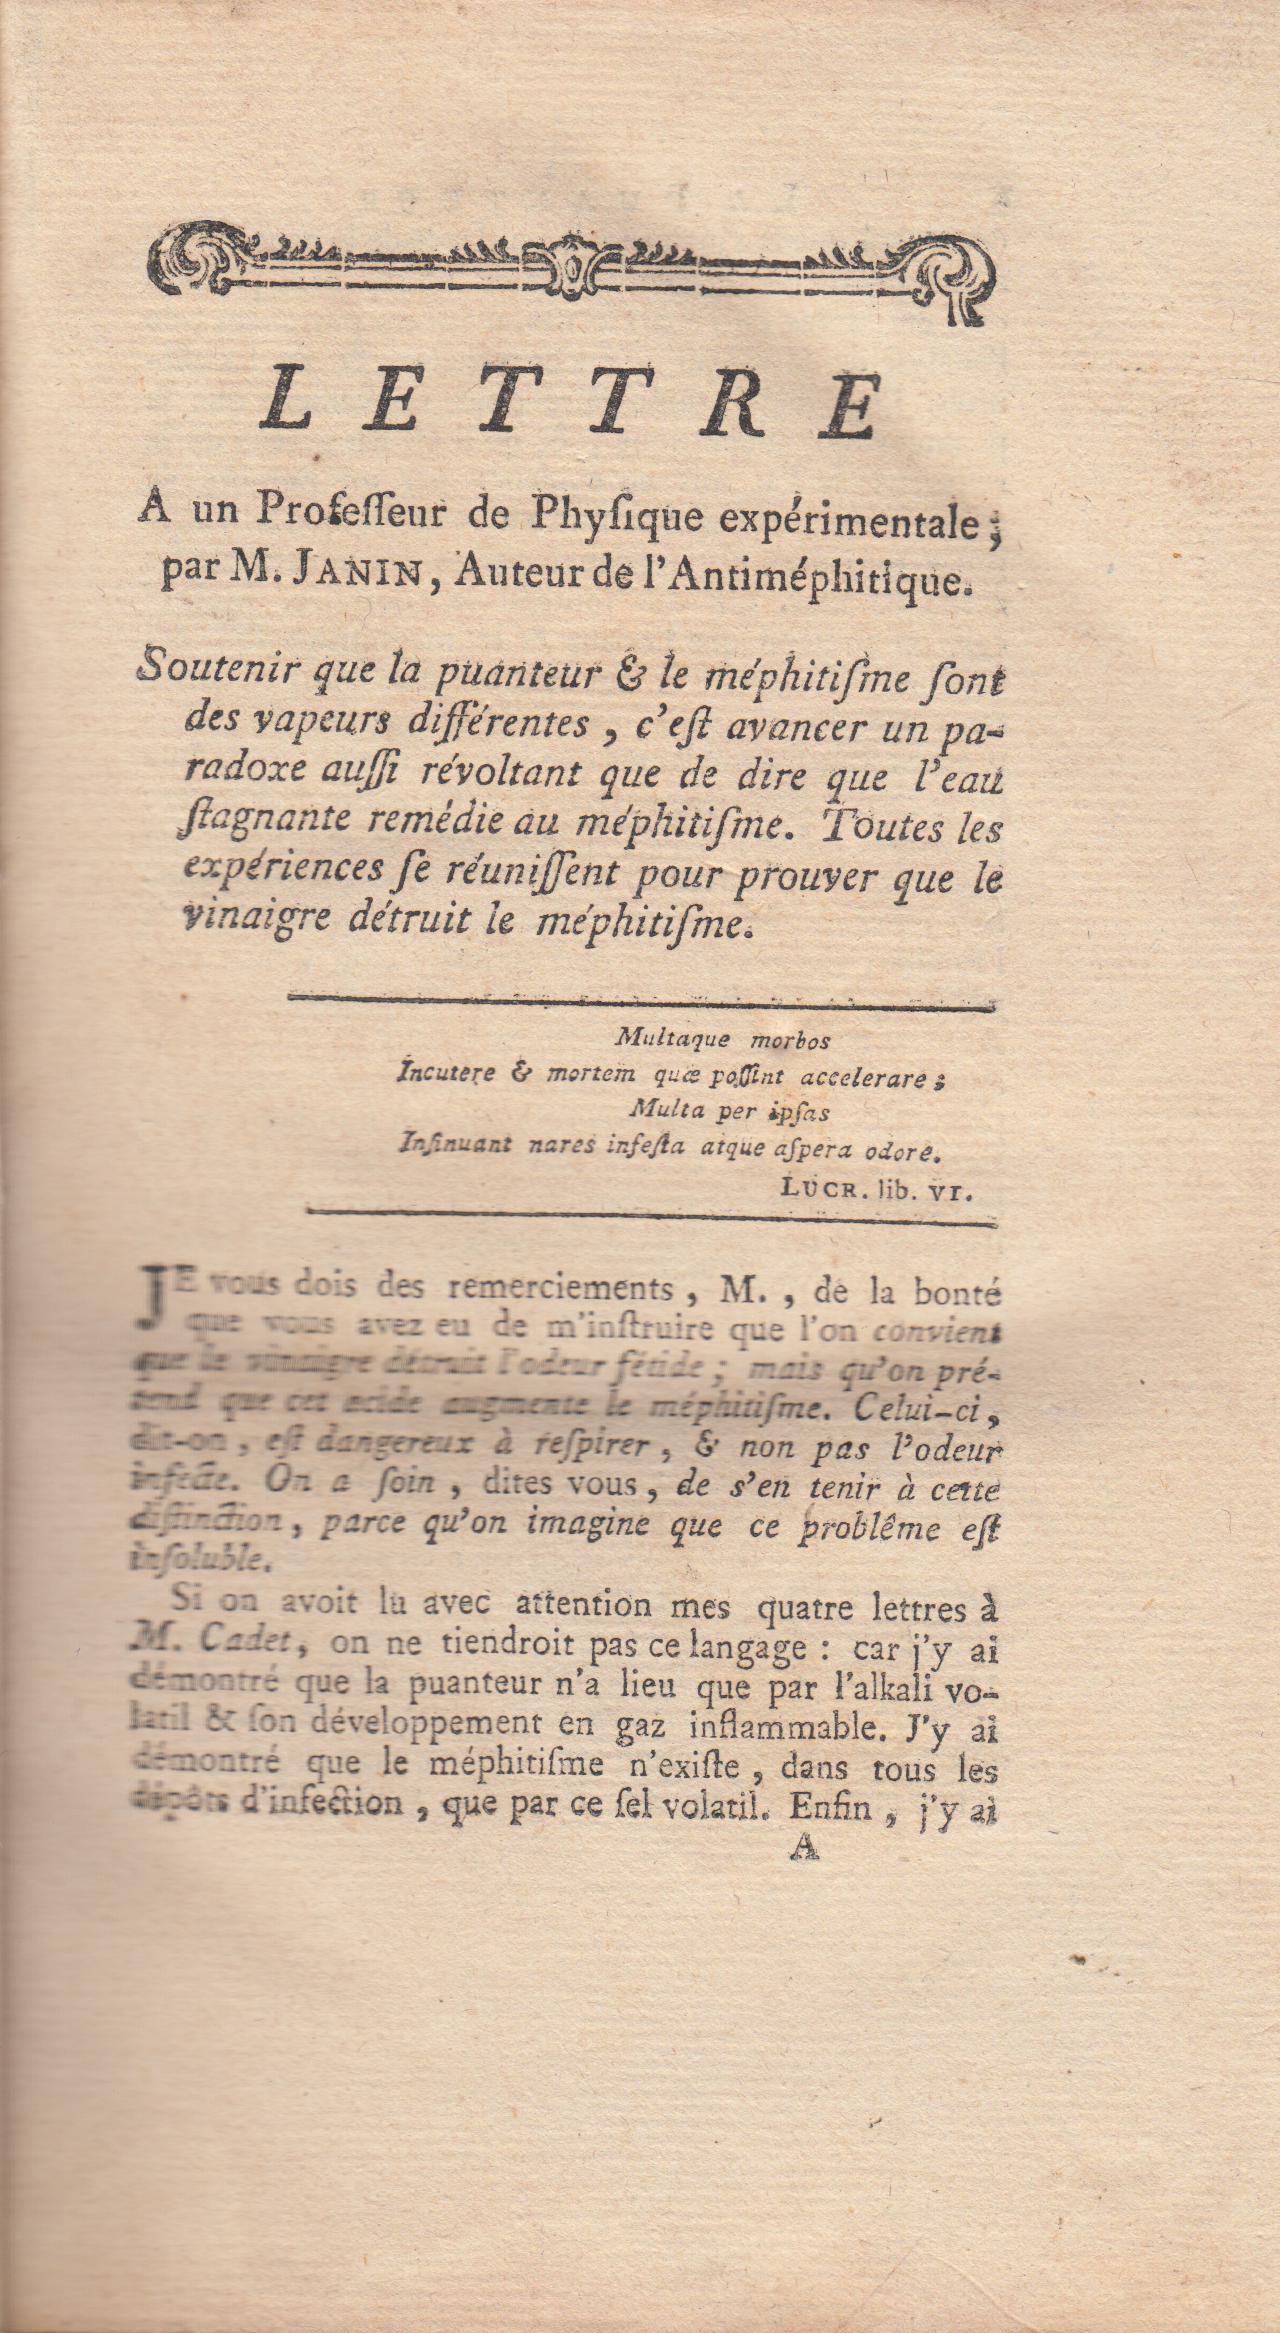 LETTRE
A un Profeſſeur de Phyſique expérimentale;
par M. JANIN, Auteur de l'Antiméphitique.
Soutenir que la puanteur & le méphitiſme ſont
des vapeurs différentes, c'eſt avancer un pa-
radoxe auſſi révoltant que de dire que l'eau
ſtagnante remédie au méphitiſme. Toutes les
expériences ſe réuniſſent pour prouver que le
vinaigre détruit le méphitiſme.
Multaque morbos
Incutere & mortem quæ poſſint accelerare;
Multa per ipſas
Inſinuant nares infeſta atque aſpera odore.
LUCR. lib. VI.
JE vous dois des remerciements, M., de la bonté
que vous avez eu de m'inſtruire que l'on convient
que le vinaigre détruit l'odeur fétide; mais qu'on pré-
tend que cet acide augmente le méphitiſme. Celui-ci,
dit-on, eſt dangereux à reſpirer, & non pas l'odeur
infecte. On a ſoin, dites vous, de s'en tenir à cette
diſtinction, parce qu'on imagine que ce problême eſt
inſoluble.
Si on avoit lu avec attention mes quatre lettres à
M. Cadet, on ne tiendroit pas ce langage: car j'y ai
démontré que la puanteur n'a lieu que par l'alkali vo-
latil & ſon développement en gaz inflammable. J'y ai
démontré que le méphitiſme n'exiſte, dans tous les
dépôts d'infection, que par ce ſel volatil. Enfin, j'y ai
A